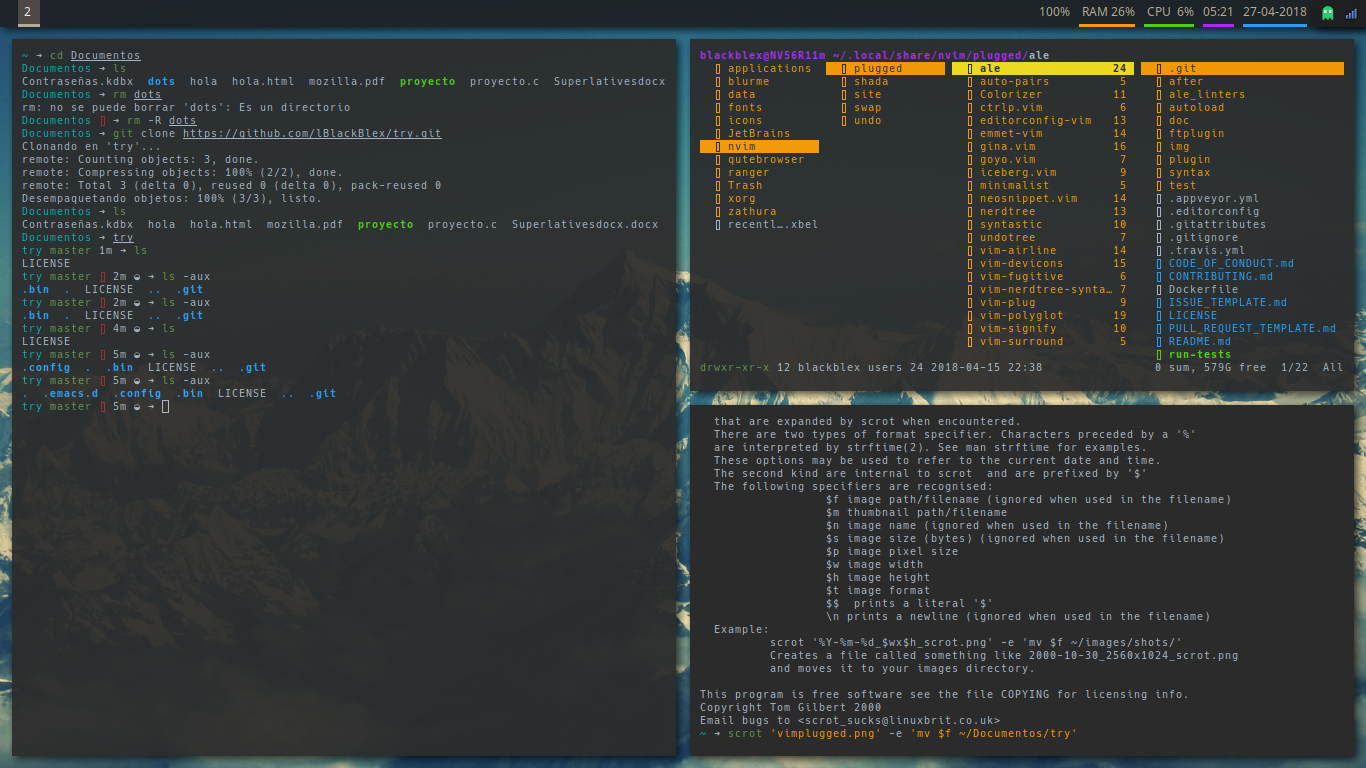 2
100% RAM 26% CPU 6% 05:21 27-04-2018
~ ➜ cd Documentos
Documentos ➜ ls
Contraseñas.kdbx dots hola hola.html mozilla.pdf proyecto proyecto.c Superlativesdocx
Documentos ➜ rm dots
rm: no se puede borrar 'dots': Es un directorio
Documentos ➜ rm -R dots
Documentos ➜ git clone https://github.com/lBlackBlex/try.git
Clonando en 'try'...
remote: Counting objects: 3, done.
remote: Compressing objects: 100% (2/2), done.
remote: Total 3 (delta 0), reused 0 (delta 0), pack-reused 0
Desempaquetando objetos: 100% (3/3), listo.
Documentos ➜ ls
Contraseñas.kdbx hola hola.html mozilla.pdf proyecto proyecto.c Superlativesdocx.docx
Documentos ➜ try
try master 1m ➜ ls
LICENSE
try master 2m ◒ ➜ ls -aux
.bin . LICENSE .. .git
try master 2m ◒ ➜ ls -aux
.bin . LICENSE .. .git
try master 4m ◒ ➜ ls
LICENSE
try master 5m ◒ ➜ ls -aux
.config . .bin LICENSE .. .git
try master 5m ◒ ➜ ls -aux
. .emacs.d .config .bin LICENSE .. .git
try master 5m ◒ ➜
blackblex@NV56R11m ~/.local/share/nvim/plugged/ale
applications plugged ale 24 .git
blurme shada auto-pairs 5 after
data site Colorizer 11 ale_linters
fonts swap ctrlp.vim 6 autoload
icons undo editorconfig-vim 13 doc
JetBrains emmet-vim 14 ftplugin
nvim gina.vim 16 img
qutebrowser goyo.vim 7 plugin
ranger iceberg.vim 9 syntax
Trash minimalist 5 test
xorg neosnippet.vim 14 .appveyor.yml
zathura nerdtree 13 .editorconfig
recentl….xbel syntastic 10 .gitattributes
undotree 7 .gitignore
vim-airline 14 .travis.yml
vim-devicons 15 CODE_OF_CONDUCT.md
vim-fugitive 6 CONTRIBUTING.md
vim-nerdtree-synta… 7 Dockerfile
vim-plug 9 ISSUE_TEMPLATE.md
vim-polyglot 19 LICENSE
vim-signify 10 PULL_REQUEST_TEMPLATE.md
vim-surround 5 README.md
run-tests
drwxr-xr-x 12 blackblex users 24 2018-04-15 22:38 0 sum, 579G free 1/22 All
that are expanded by scrot when encountered.
There are two types of format specifier. Characters preceded by a '%'
are interpreted by strftime(2). See man strftime for examples.
These options may be used to refer to the current date and time.
The second kind are internal to scrot and are prefixed by '$'
The following specifiers are recognised:
$f image path/filename (ignored when used in the filename)
$m thumbnail path/filename
$n image name (ignored when used in the filename)
$s image size (bytes) (ignored when used in the filename)
$p image pixel size
$w image width
$h image height
$t image format
$$ prints a literal '$'
\n prints a newline (ignored when used in the filename)
Example:
scrot '%Y-%m-%d_$wx$h_scrot.png' -e 'mv $f ~/images/shots/'
Creates a file called something like 2000-10-30_2560x1024_scrot.png
and moves it to your images directory.
This program is free software see the file COPYING for licensing info.
Copyright Tom Gilbert 2000
Email bugs to <scrot_sucks@linuxbrit.co.uk>
~ ➜ scrot 'vimplugged.png' -e 'mv $f ~/Documentos/try'